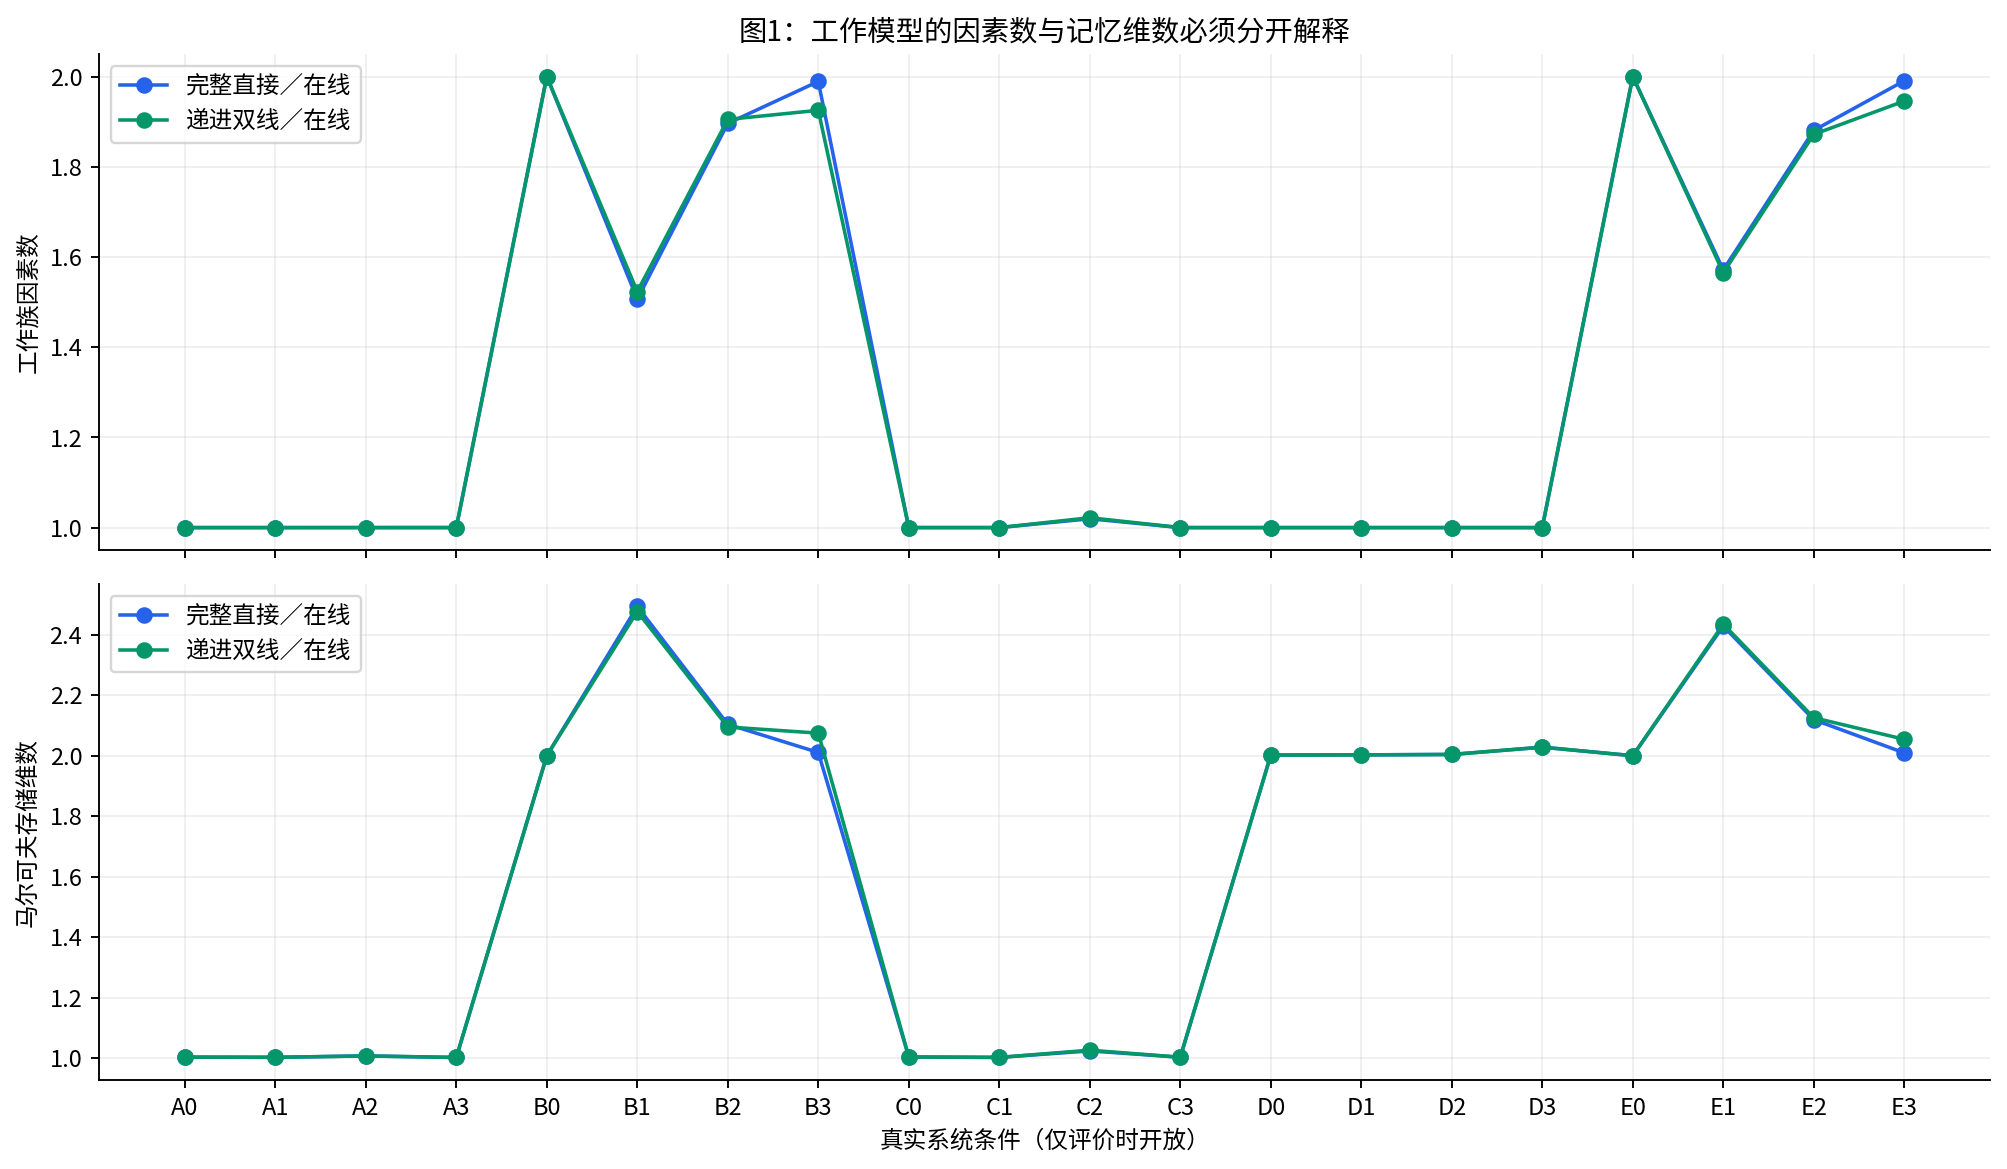 图1：工作模型的因素数与记忆维数必须分开解释
完整直接／在线
递进双线／在线
工作族因素数
2.0
1.8
1.6
1.4
1.2
1.0
完整直接／在线
递进双线／在线
马尔可夫存储维数
2.4
2.2
2.0
1.8
1.6
1.4
1.2
1.0
A0 A1 A2 A3 B0 B1 B2 B3 C0 C1 C2 C3 D0 D1 D2 D3 E0 E1 E2 E3
真实系统条件（仅评价时开放）